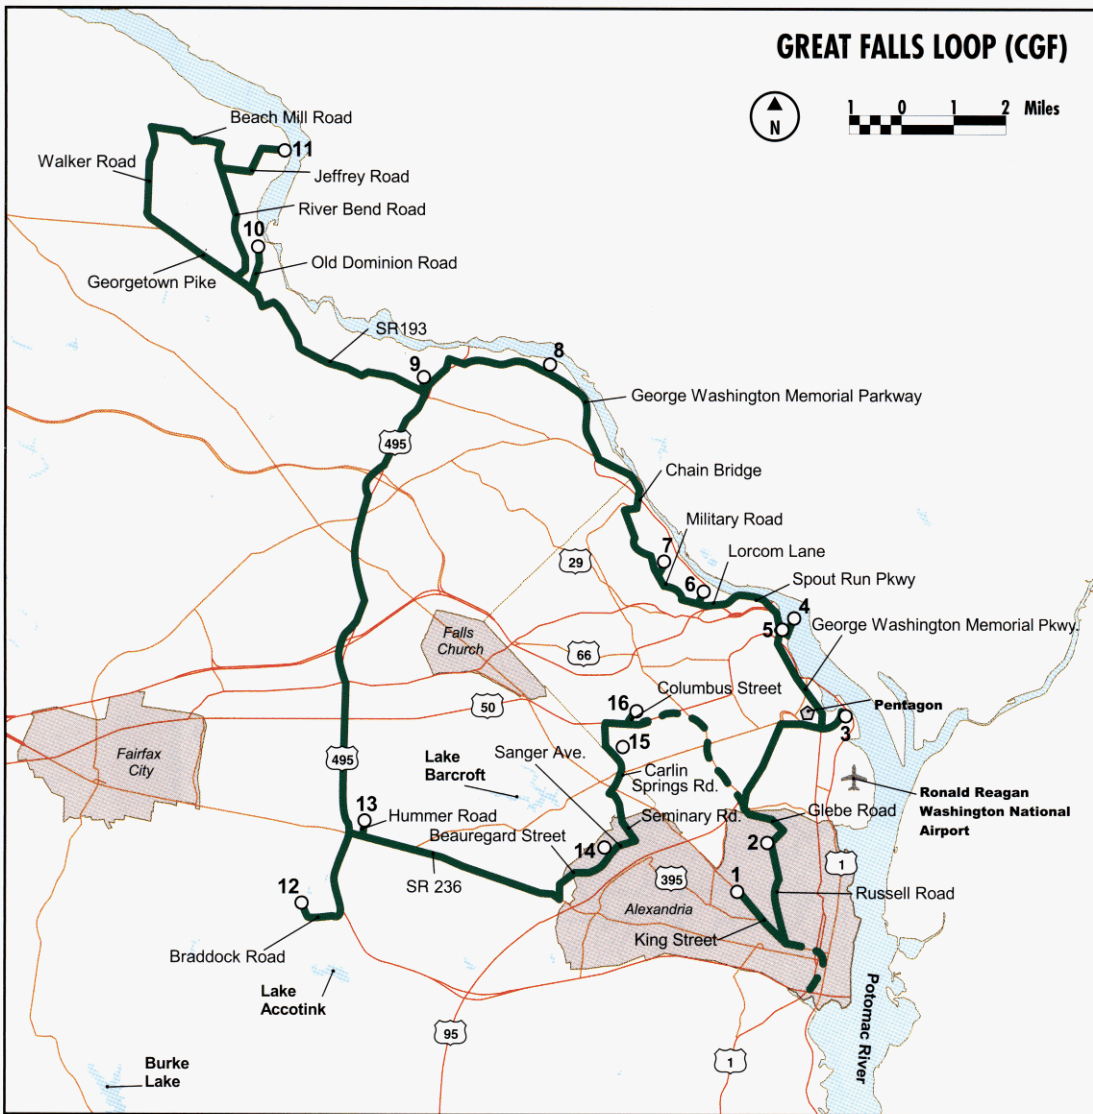 GREAT FALLS LOOP (CGF)
1 0 1 2 Miles
N
Beach Mill Road
11
Walker Road
Jeffrey Road
River Bend Road
10
Old Dominion Road
Georgetown Pike
SR193
9
8
George Washington Memorial Parkway
495
Chain Bridge
Military Road
7
Lorcom Lane
29
6
Spout Run Pkwy
4
5
George Washington Memorial Pkwy.
Falls
Church
66
Columbus Street
16
50
Pentagon
3
15
Sanger Ave.
Fairfax
City
495
Lake
Barcroft
Carlin
Springs Rd.
Ronald Reagan
Washington National
Airport
13
Hummer Road
Seminary Rd.
Glebe Road
Beauregard Street
14
2
1
SR 236
395
1
Russell Road
12
Alexandria
King Street
Braddock Road
Lake
Accotink
Potomac River
95
1
Burke
Lake